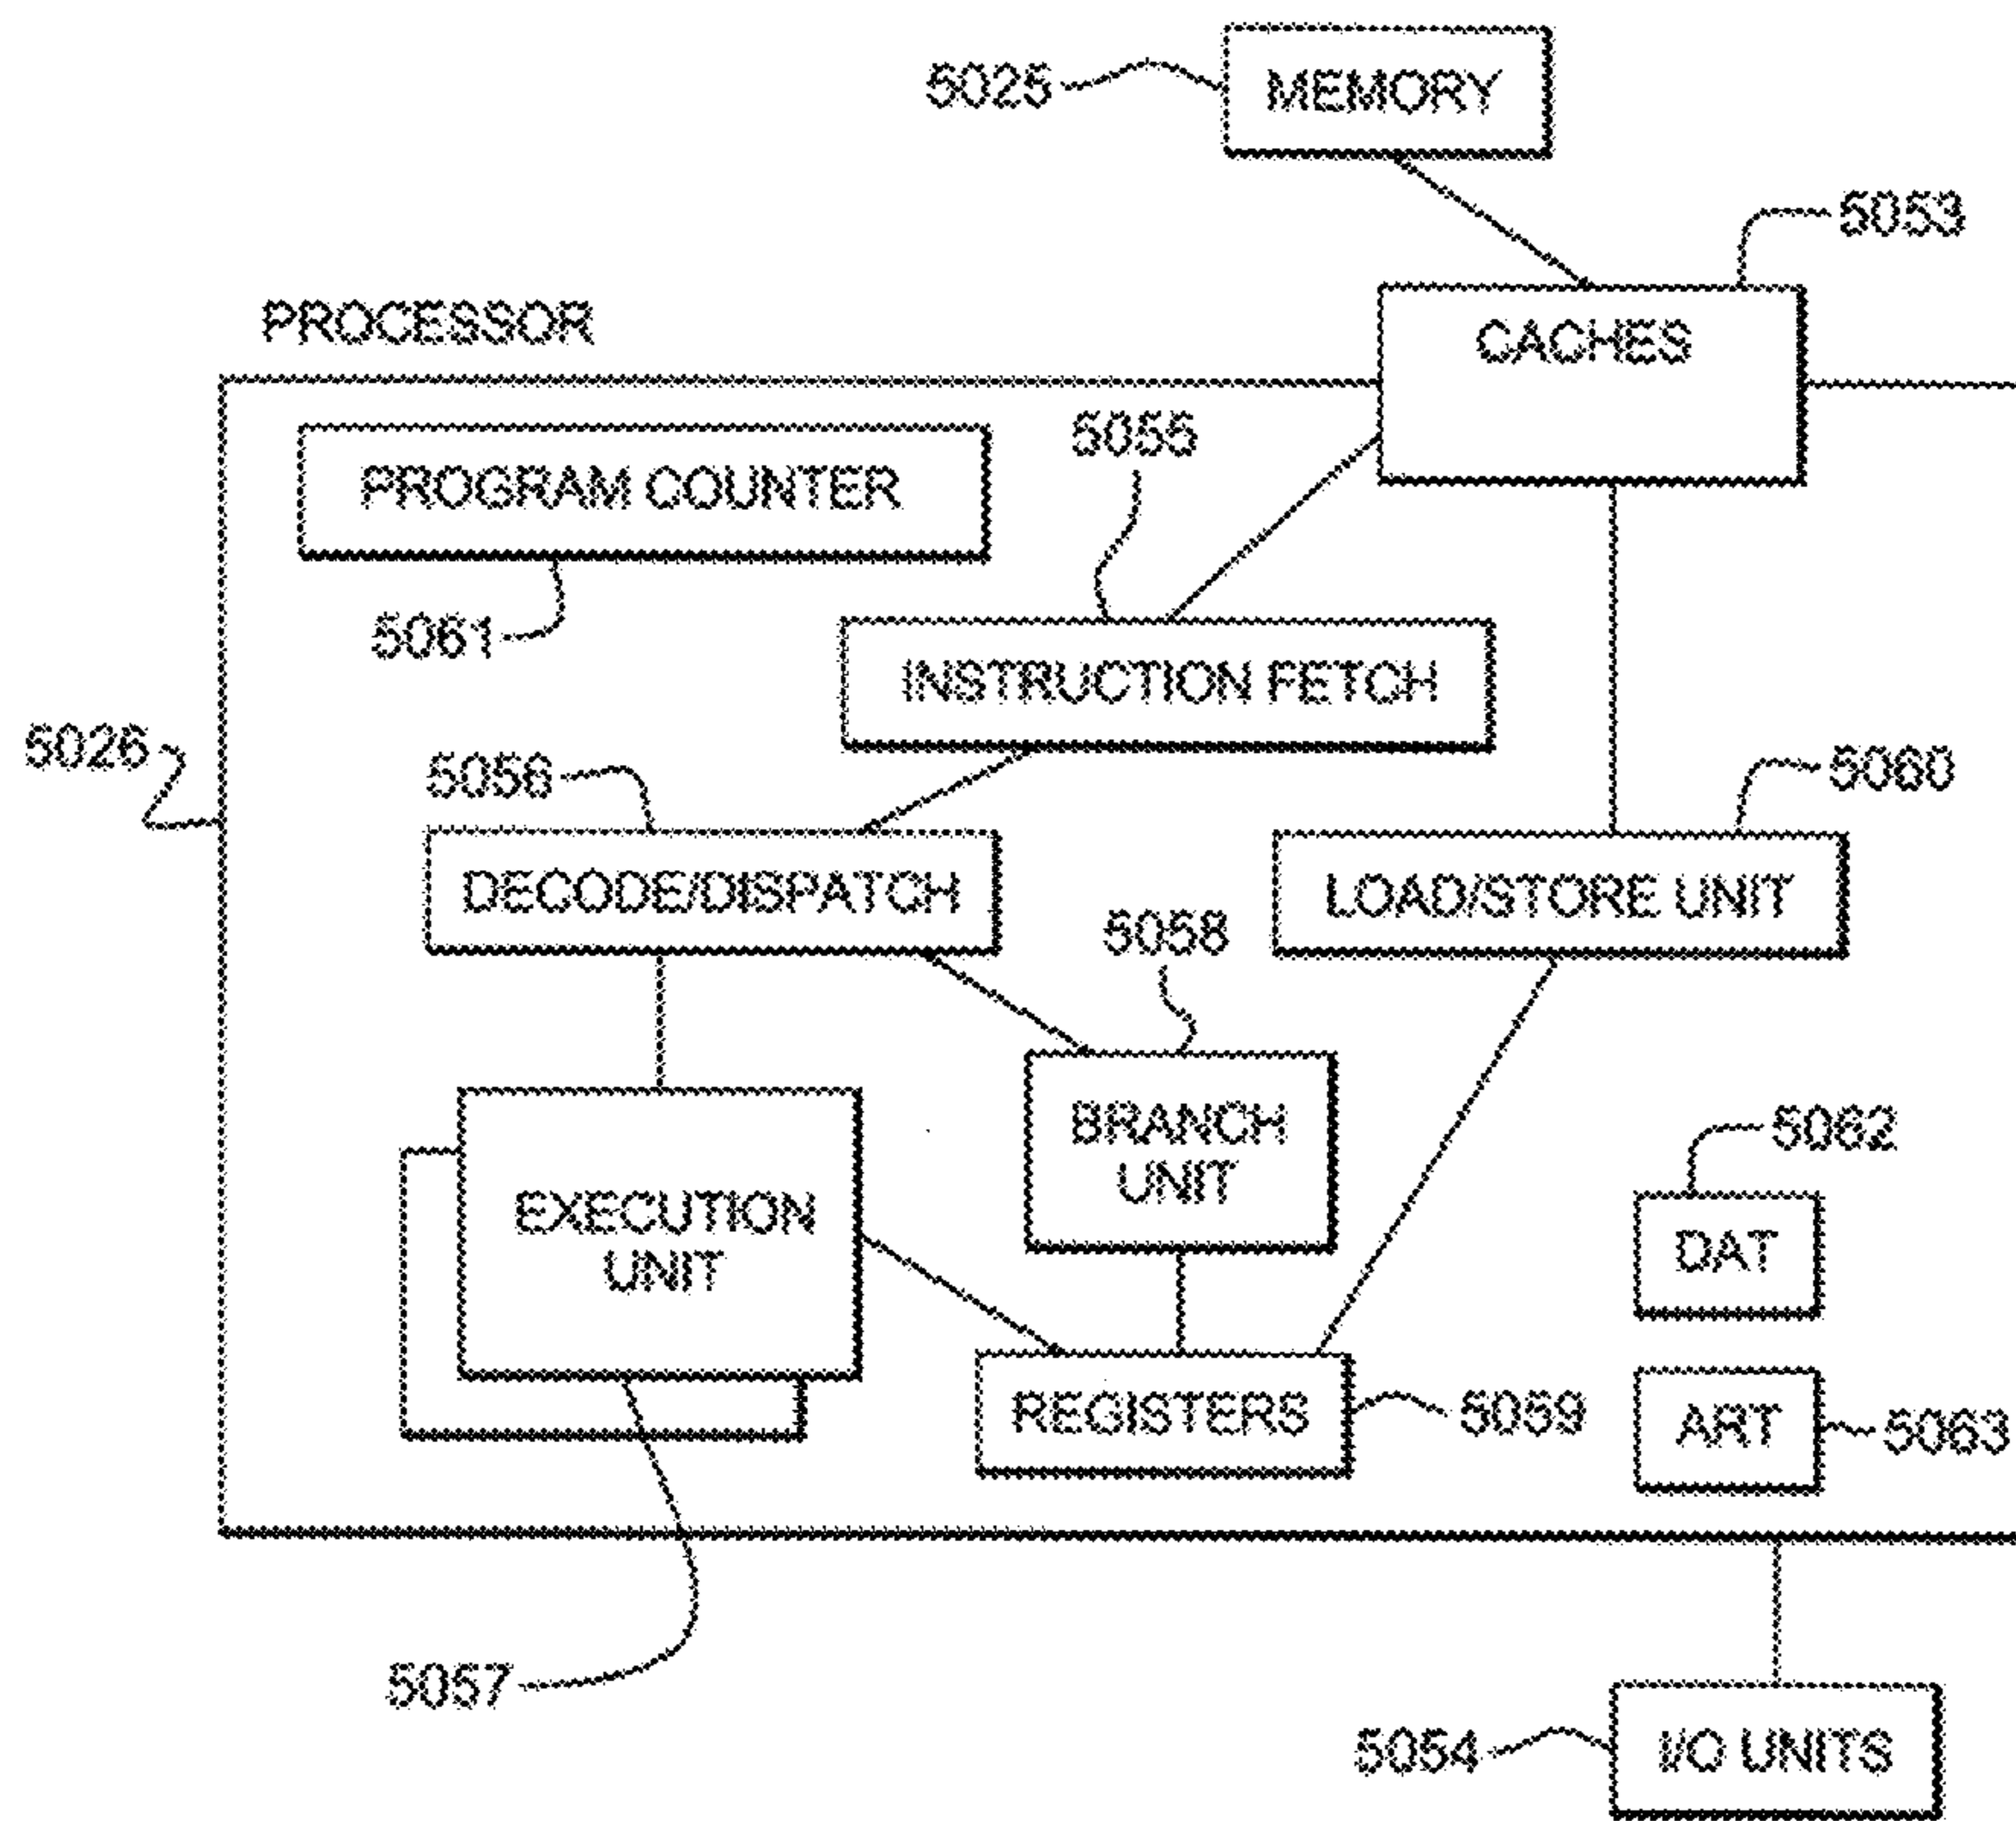 5025
MEMORY
5053
PROCESSOR
CACHES
5055
PROGRAM COUNTER
5061
INSTRUCTION FETCH
5026
5056
5060
DECODE/DISPATCH
LOAD/STORE UNIT
5058
BRANCH
UNIT
5062
EXECUTION
UNIT
DAT
REGISTERS
5059
ART
5063
5057
5054
I/O UNITS